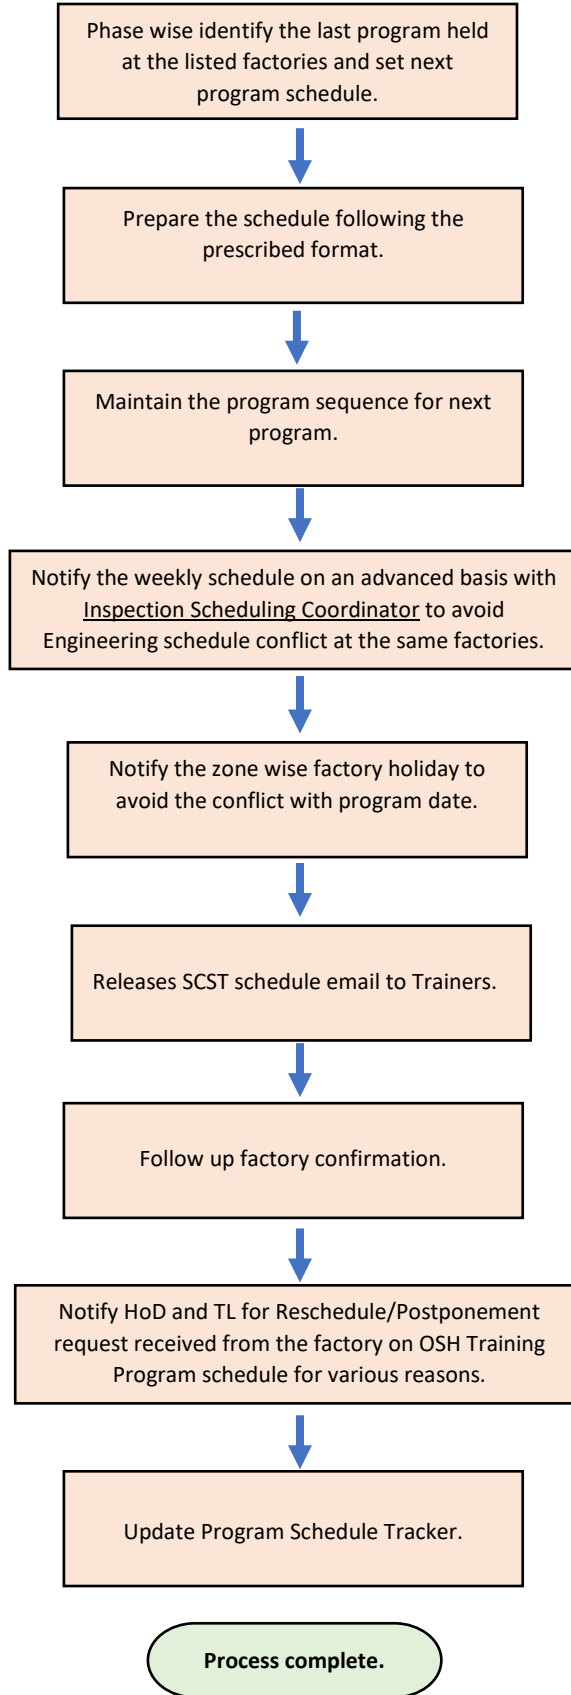 Phase wise identify the last program held
at the listed factories and set next
program schedule.
Prepare the schedule following the
prescribed format.
Maintain the program sequence for next
program.
Notify the weekly schedule on an advanced basis with
Inspection Scheduling Coordinator to avoid
Engineering schedule conflict at the same factories.
Notify the zone wise factory holiday to
avoid the conflict with program date.
Releases SCST schedule email to Trainers.
Follow up factory confirmation.
Notify HoD and TL for Reschedule/Postponement
request received from the factory on OSH Training
Program schedule for various reasons.
Update Program Schedule Tracker.
Process complete.